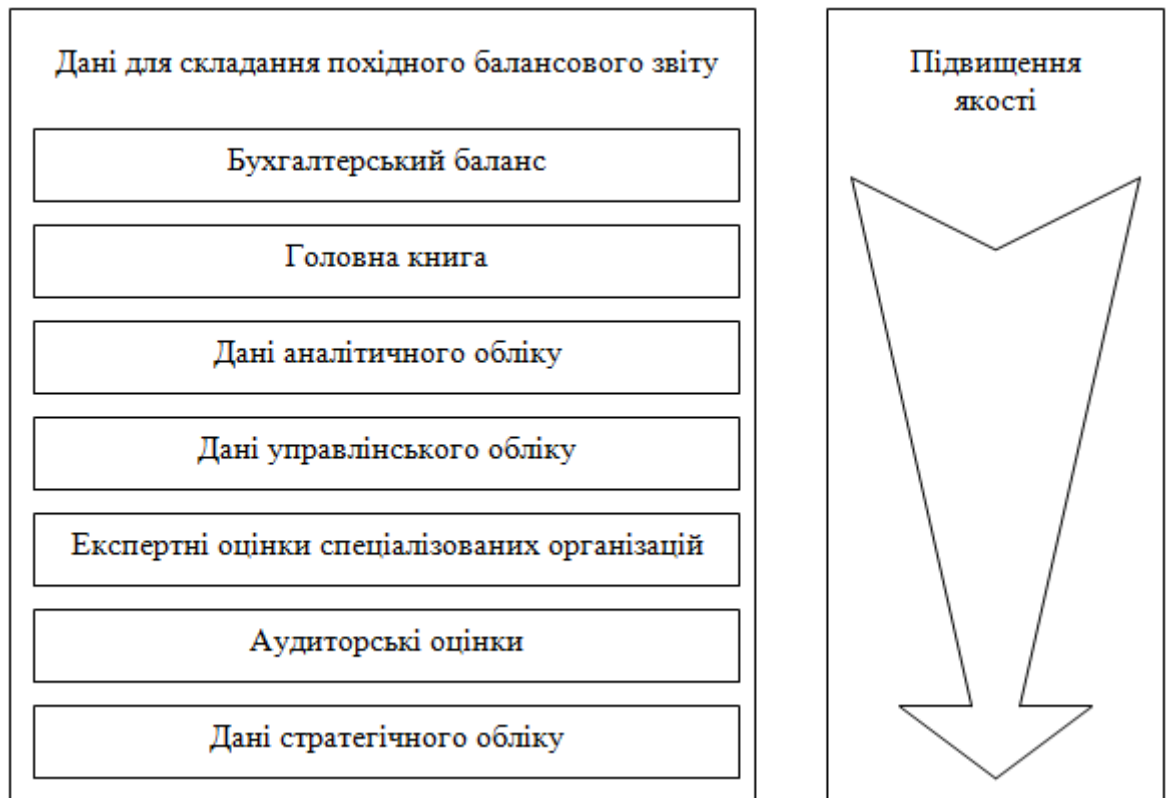 Дані для складання похідного балансового звіту
Бухгалтерський баланс
Головна книга
Дані аналітичного обліку
Дані управлінського обліку
Експертні оцінки спеціалізованих організацій
Аудиторські оцінки
Дані стратегічного обліку
Підвищення
якості